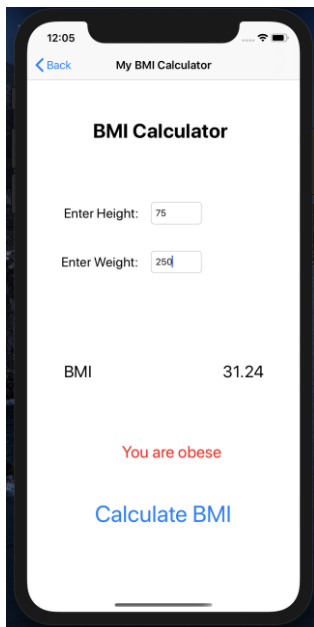 12:05
Back My BMI Calculator
BMI Calculator
Enter Height: 75
Enter Weight: 250
BMI 31.24
You are obese
Calculate BMI